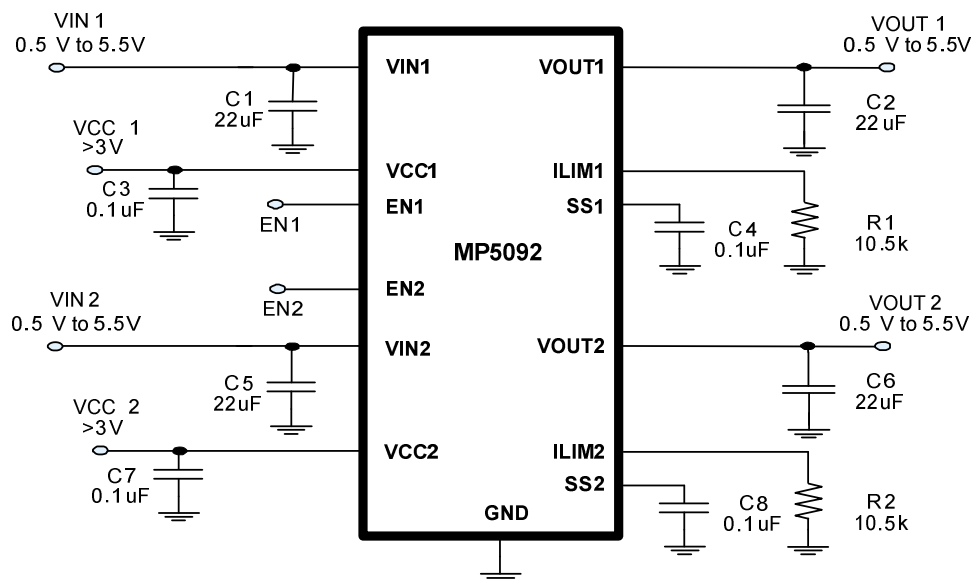 VIN 1
0.5 V to 5.5V
VIN1
C1
22uF
VCC 1
>3V
VCC1
C3
0.1uF
EN1
EN1
EN2
EN2
VIN 2
0.5 V to 5.5V
VIN2
C5
22uF
VCC 2
>3V
VCC2
C7
0.1uF
MP5092
GND
VOUT 1
0.5 V to 5.5V
VOUT1
C2
22uF
ILIM1
SS1
C4
0.1uF
R1
10.5k
VOUT 2
0.5 V to 5.5V
VOUT2
C6
22uF
ILIM2
SS2
C8
0.1uF
R2
10.5k